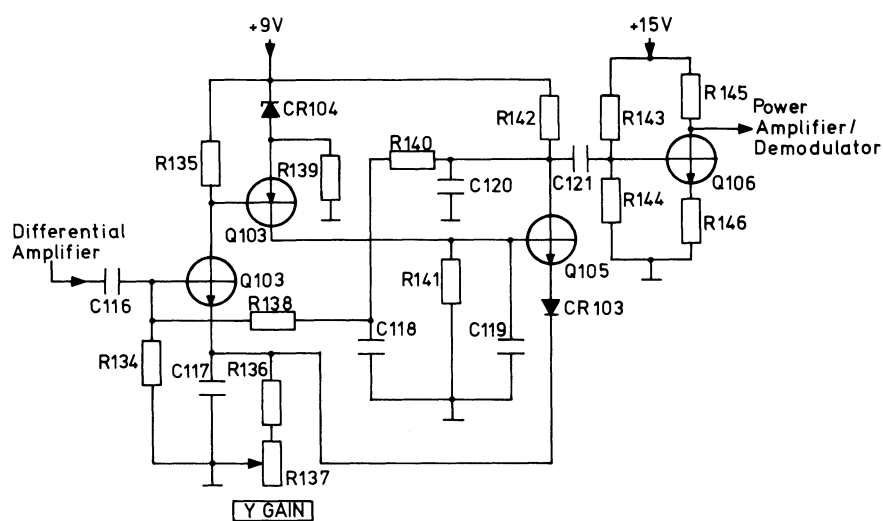 +9V
+15V
CR104
R142
R143
R145
Power
Amplifier/
Demodulator
R135
R139
R140
C120
C121
R144
Q106
R146
Q103
Differential
Amplifier
Q103
R141
Q105
C116
R138
CR103
R134
C117
R136
C118
C119
R137
Y GAIN